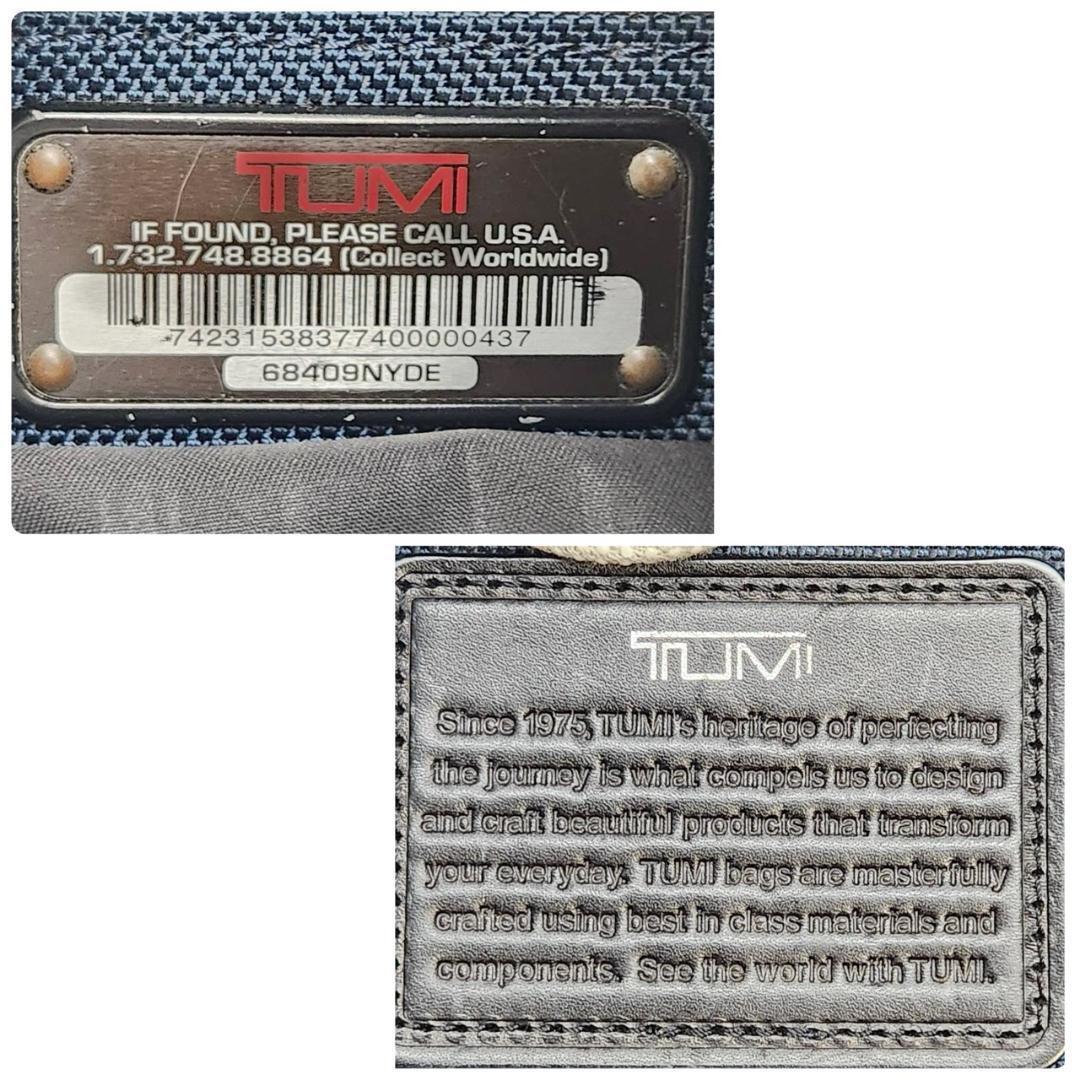 TUMI
IF FOUND, PLEASE CALL U.S.A.
1.732.748.8864 (Collect Worldwide)
74231538377400000437
68409NYDE
TUMI
Since 1975, TUMI's heritage of perfecting
the journey is what compels us to design
and craft beautiful products that transform
your everyday. TUMI bags are masterfully
crafted using best in class materials and
components. See the world with TUMI.